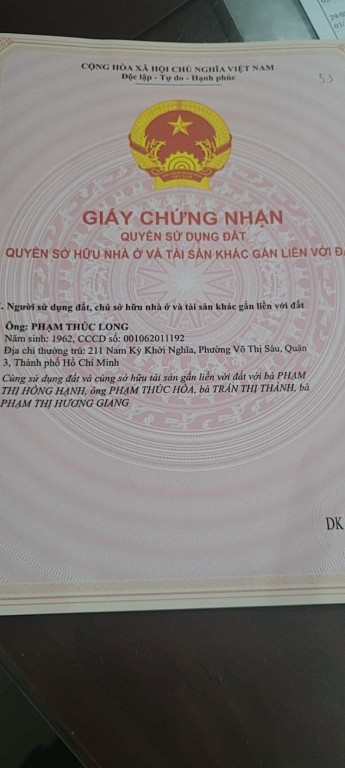 CỘNG HÒA XÃ HỘI CHỦ NGHĨA VIỆT NAM
Độc lập - Tự do - Hạnh phúc
53
GIẤY CHỨNG NHẬN
QUYỀN SỬ DỤNG ĐẤT
QUYỀN SỞ HỮU NHÀ Ở VÀ TÀI SẢN KHÁC GẮN LIỀN VỚI
. Người sử dụng đất, chủ sở hữu nhà ở và tài sản khác gắn liền với đất
Ông: PHẠM THÚC LONG
Năm sinh: 1962, CCCD số: 001062011192
Địa chỉ thường trú: 211 Nam Kỳ Khởi Nghĩa, Phường Võ Thị Sáu, Quận
3, Thành phố Hồ Chí Minh
Cùng sử dụng đất và cùng sở hữu tài sản gắn liền với đất với bà PHẠM
THỊ HỒNG HẠNH, ông PHẠM THÚC HÒA, bà TRẦN THỊ THÀNH, bà
PHẠM THỊ HƯƠNG GIANG
DK